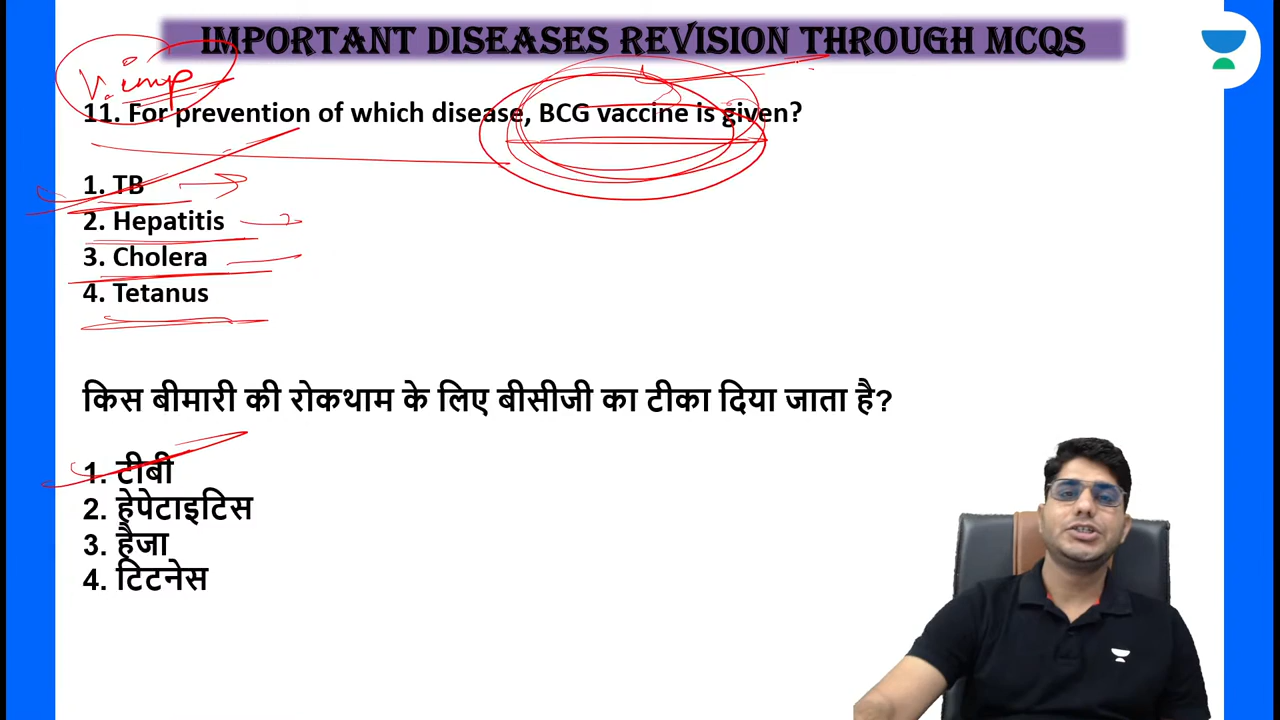 IMPORTANT DISEASES REVISION THROUGH MCQS
V. imp
11. For prevention of which disease, BCG vaccine is given?
1. TB
2. Hepatitis
3. Cholera
4. Tetanus
किस बीमारी की रोकथाम के लिए बीसीजी का टीका दिया जाता है?
1. टीबी
2. हेपेटाइटिस
3. हैजा
4. टिटनेस